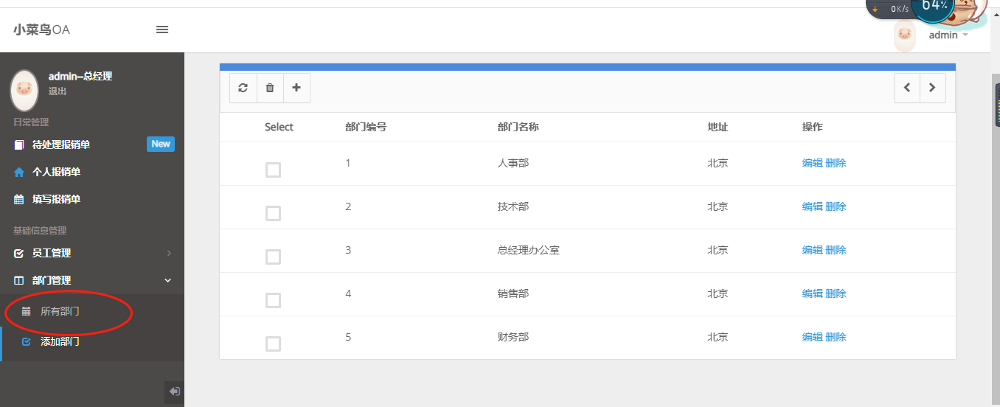 0K/s 64%
小菜鸟OA
admin
admin--总经理
退出
日常管理
待处理报销单 New
个人报销单
填写报销单
基础信息管理
员工管理
部门管理
所有部门
添加部门
Select 部门编号 部门名称 地址 操作
1 人事部 北京 编辑 删除
2 技术部 北京 编辑 删除
3 总经理办公室 北京 编辑 删除
4 销售部 北京 编辑 删除
5 财务部 北京 编辑 删除